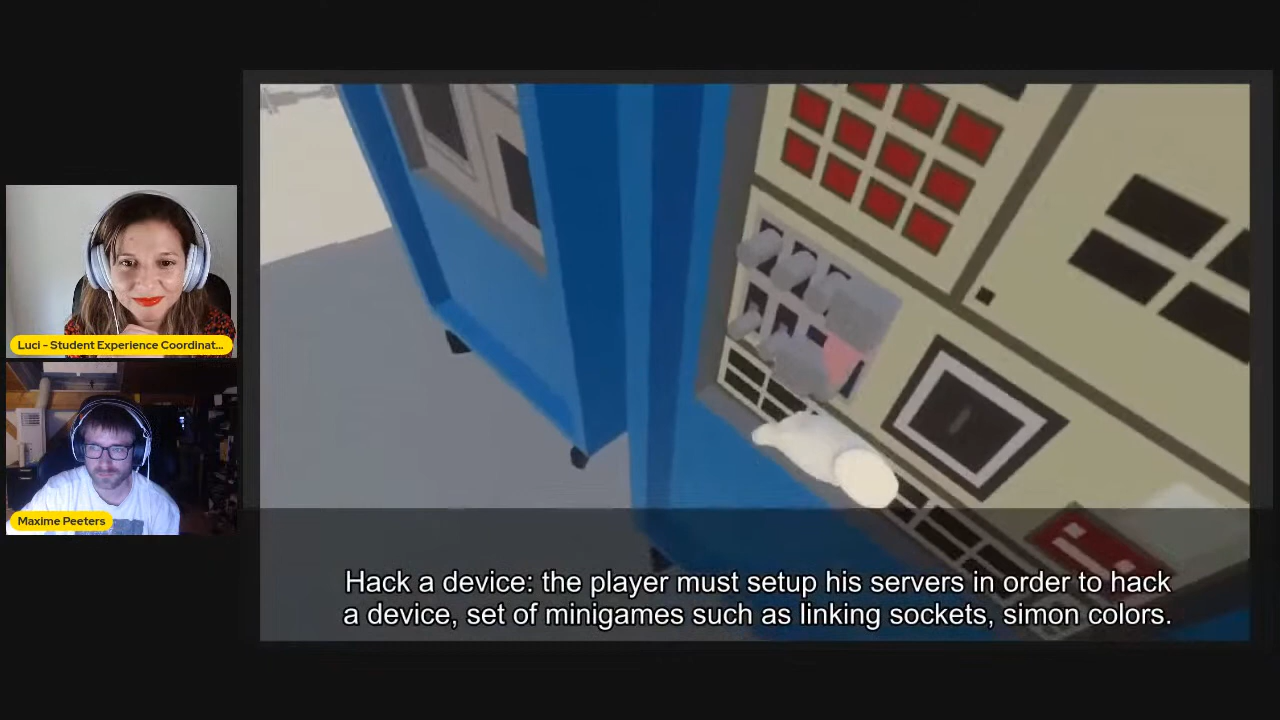 Luci - Student Experience Coordinat...
Maxime Peeters
Hack a device: the player must setup his servers in order to hack
a device, set of minigames such as linking sockets, simon colors.